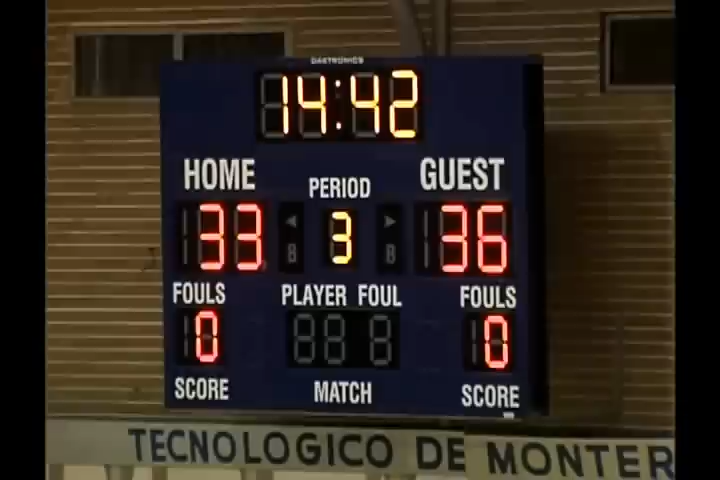 DAKTRONICS
14:42
HOME PERIOD GUEST
33 3 36
FOULS PLAYER FOUL FOULS
0 0
SCORE MATCH SCORE
TECNOLOGICO DE MONTER